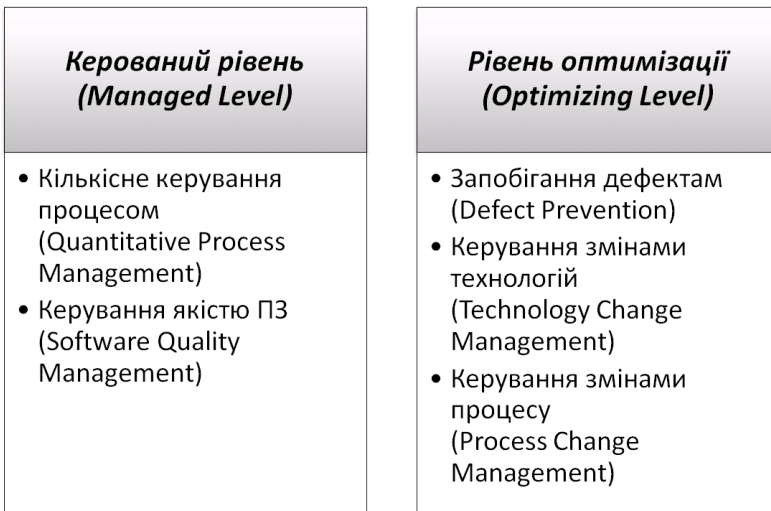 Керований рівень
(Managed Level)
• Кількісне керування
процесом
(Quantitative Process
Management)
• Керування якістю ПЗ
(Software Quality
Management)
Рівень оптимізації
(Optimizing Level)
• Запобігання дефектам
(Defect Prevention)
• Керування змінами
технологій
(Technology Change
Management)
• Керування змінами
процесу
(Process Change
Management)